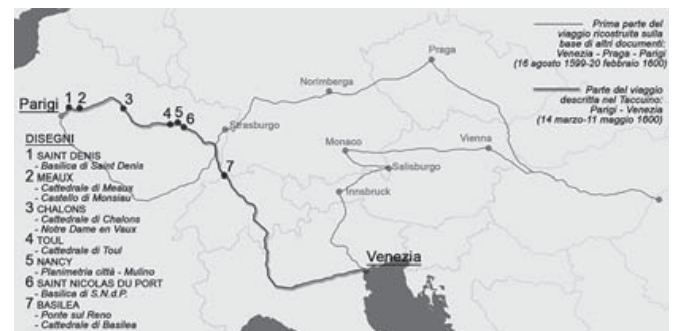 Prima parte del
viaggio ricostruita sulla
base di altri documenti:
Venezia - Praga - Parigi
(16 agosto 1599-20 febbraio 1600)
Parte del viaggio
descritta nel Taccuino:
Parigi - Venezia
(14 marzo-11 maggio 1600)
Praga
Norimberga
Parigi
1 2 3 4 5 6
Strasburgo
Monaco
Vienna
Salisburgo
7
Innsbruck
Venezia
DISEGNI
1 SAINT DENIS
- Basilica di Saint Denis
2 MEAUX
- Cattedrale di Meaux
- Castello di Monsiau
3 CHALONS
- Cattedrale di Chalons
- Notre Dame en Vaux
4 TOUL
- Cattedrale di Toul
5 NANCY
- Planimetria città - Mulino
6 SAINT NICOLAS DU PORT
- Basilica di S.N.d.P.
7 BASILEA
- Ponte sul Reno
- Cattedrale di Basilea